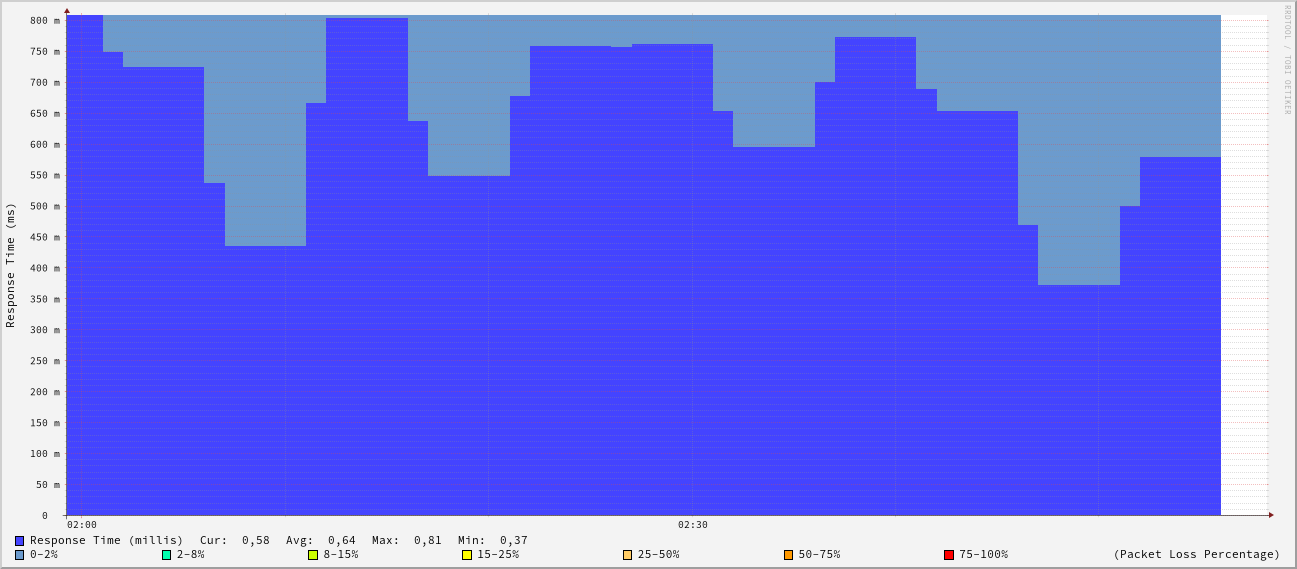 RRDTOOL / TOBI OETIKER
Response Time (ms)
800 m
750 m
700 m
650 m
600 m
550 m
500 m
450 m
400 m
350 m
300 m
250 m
200 m
150 m
100 m
50 m
0
02:00 02:30
Response Time (millis) Cur: 0,58 Avg: 0,64 Max: 0,81 Min: 0,37
0-2% 2-8% 8-15% 15-25% 25-50% 50-75% 75-100% (Packet Loss Percentage)